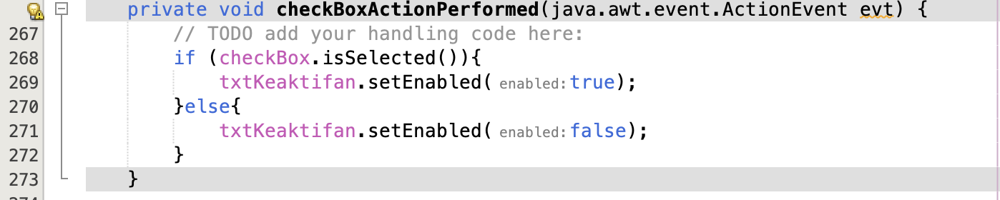 private void checkBoxActionPerformed(java.awt.event.ActionEvent evt) {
267 // TODO add your handling code here:
268 if (checkBox.isSelected()){
269 txtKeaktifan.setEnabled( enabled: true);
270 }else{
271 txtKeaktifan.setEnabled( enabled: false);
272 }
273 }